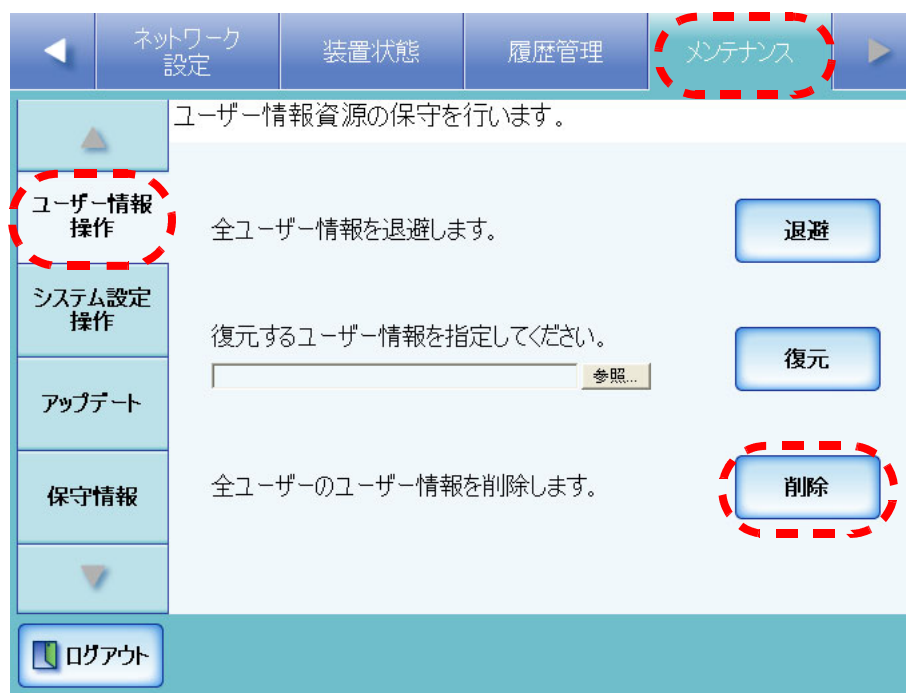 ネットワーク
設定
装置状態
履歴管理
メンテナンス
ユーザー情報資源の保守を行います。
ユーザー情報
操作
全ユーザー情報を退避します。
退避
システム設定
操作
復元するユーザー情報を指定してください。
参照...
復元
アップデート
全ユーザーのユーザー情報を削除します。
削除
保守情報
ログアウト